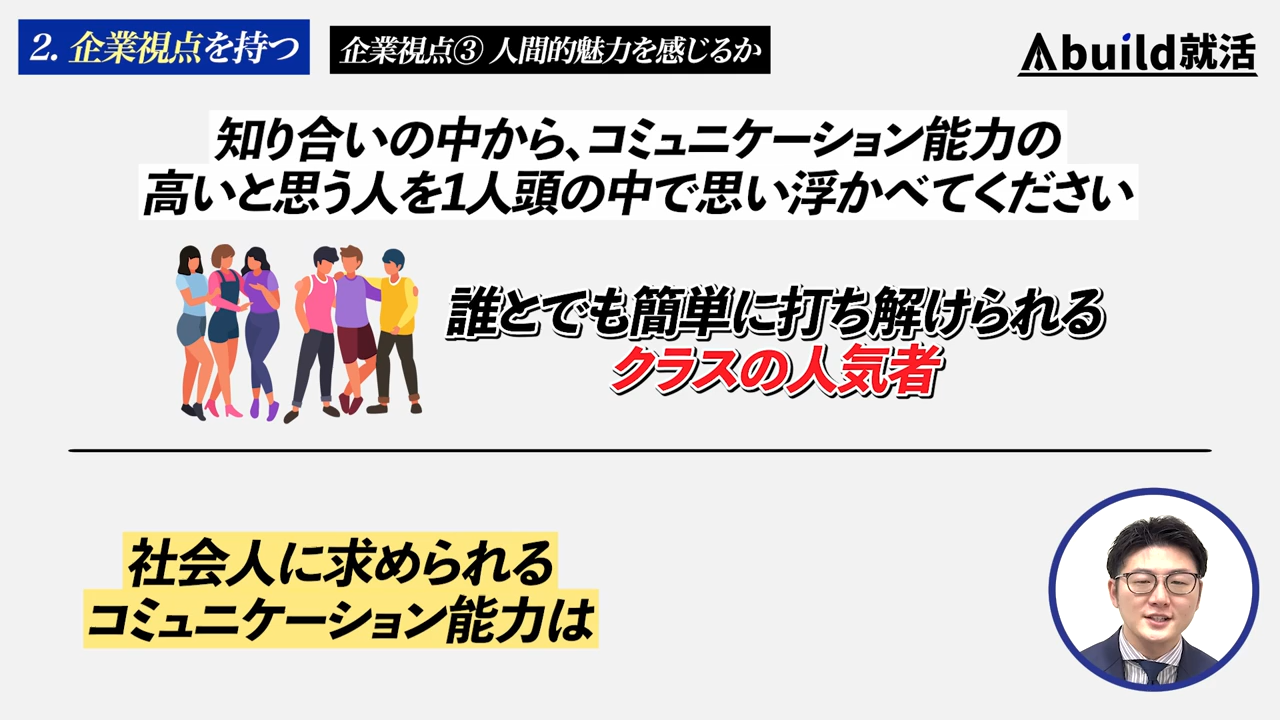 2. 企業視点を持つ
企業視点③ 人間的魅力を感じるか
Abuild就活
知り合いの中から、コミュニケーション能力の
高いと思う人を1人頭の中で思い浮かべてください
誰とでも簡単に打ち解けられる
クラスの人気者
社会人に求められる
コミュニケーション能力は